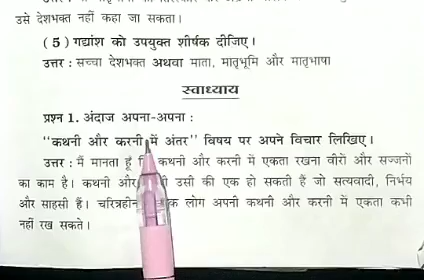 उसे देशभक्त नहीं कहा जा सकता।
(5) गद्यांश को उपयुक्त शीर्षक दीजिए।
उत्तर : सच्चा देशभक्त अथवा माता, मातृभूमि और मातृभाषा
स्वाध्याय
प्रश्न 1. अंदाज अपना-अपना :
“कथनी और करनी में अंतर” विषय पर अपने विचार लिखिए।
उत्तर : मैं मानता हूँ कथनी और करनी में एकता रखना वीरों और सज्जनों
का काम है। कथनी और उसी की एक हो सकती हैं जो सत्यवादी, निर्भय
और साहसी हैं। चरित्रहीन लोग अपनी कथनी और करनी में एकता कभी
नहीं रख सकते।